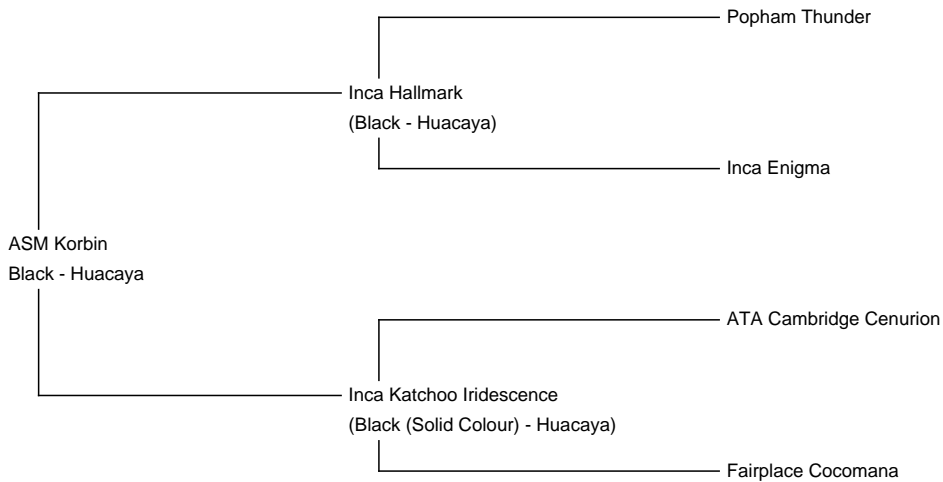 Popham Thunder
Inca Hallmark
(Black - Huacaya)
Inca Enigma
ASM Korbin
Black - Huacaya
ATA Cambridge Cenurion
Inca Katchoo Iridescence
(Black (Solid Colour) - Huacaya)
Fairplace Cocomana